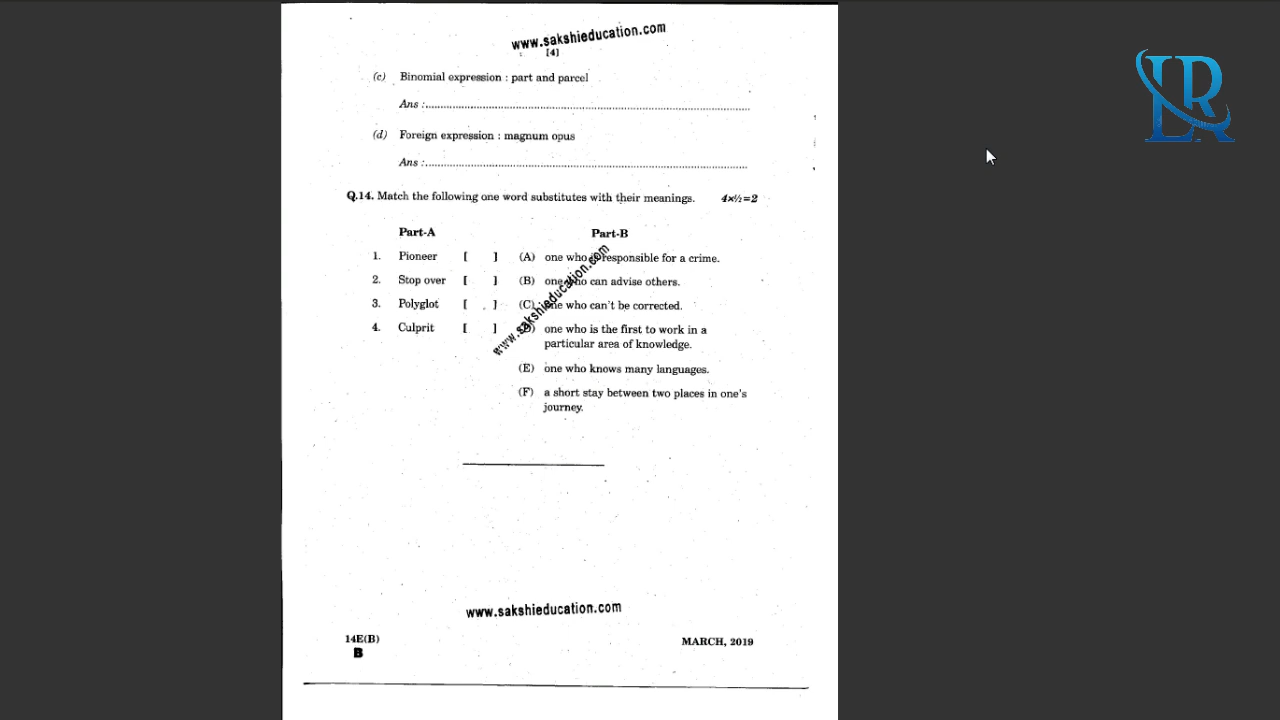 www.sakshieducation.com
[4]
(c) Binomial expression : part and parcel
Ans :..............................................................................................
(d) Foreign expression : magnum opus
Ans :..............................................................................................
Q.14. Match the following one word substitutes with their meanings. 4×½=2
Part-A Part-B
1. Pioneer [ ] (A) one who is responsible for a crime.
2. Stop over [ ] (B) one who can advise others.
3. Polyglot [ ] (C) one who can't be corrected.
4. Culprit [ ] (D) one who is the first to work in a
particular area of knowledge.
(E) one who knows many languages.
(F) a short stay between two places in one's
journey.
www.sakshieducation.com
www.sakshieducation.com
14E(B)
B
MARCH, 2019
LRA